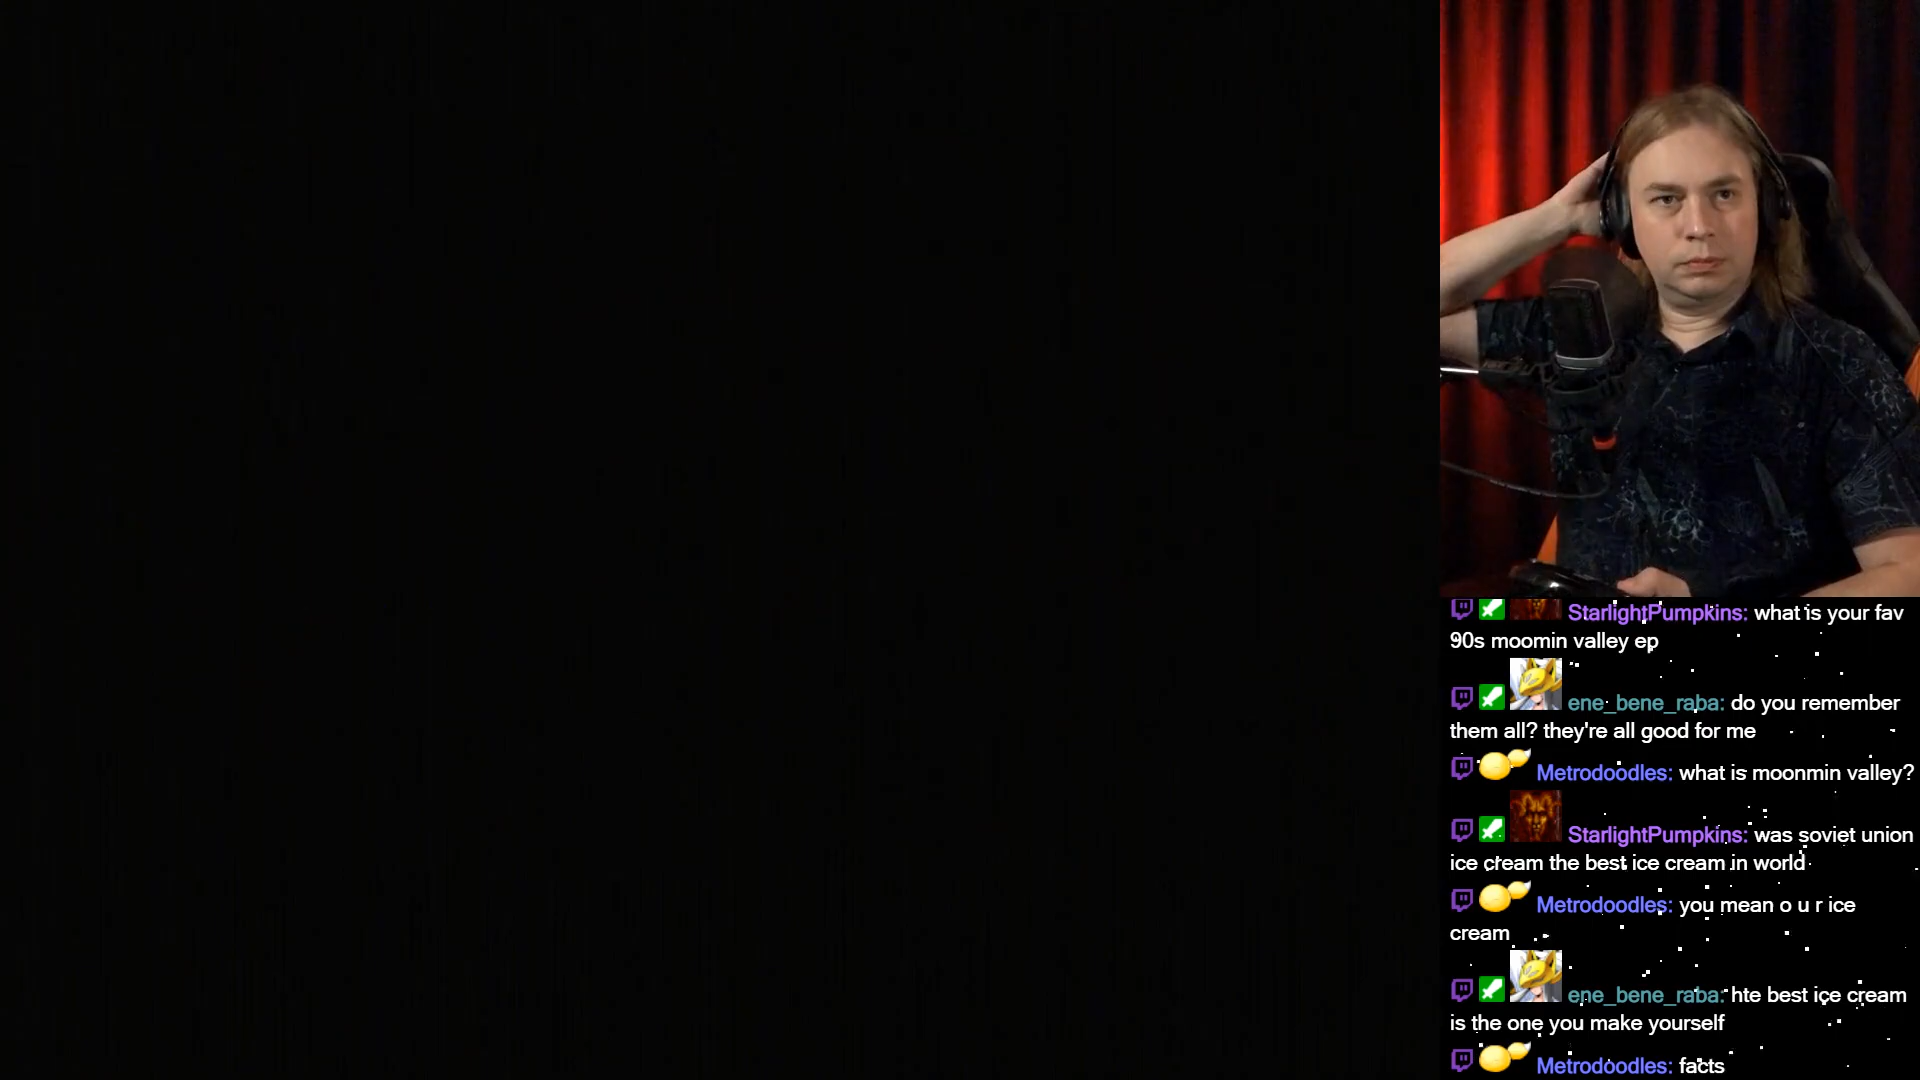 StarlightPumpkins: what is your fav
90s moomin valley ep
ene_bene_raba: do you remember
them all? they're all good for me
Metrodoodles: what is moonmin valley?
StarlightPumpkins: was soviet union
ice cream the best ice cream in world
Metrodoodles: you mean o u r ice
cream
ene_bene_raba: hte best ice cream
is the one you make yourself
Metrodoodles: facts